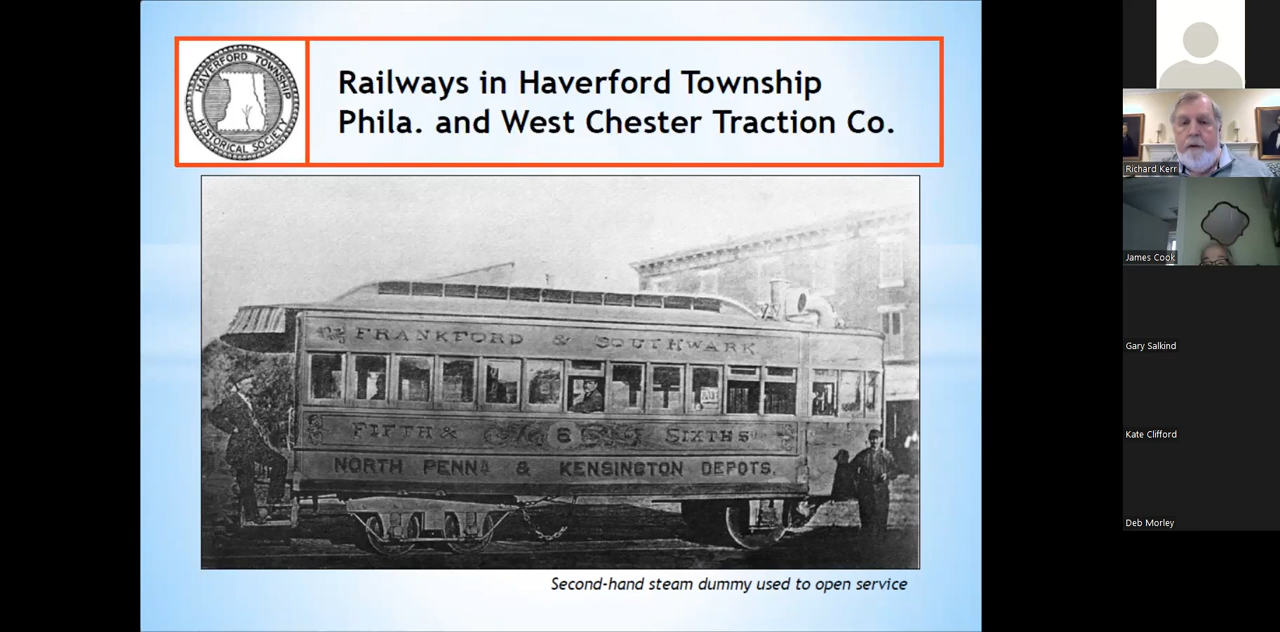 HAVERFORD TOWNSHIP
HISTORICAL SOCIETY
Railways in Haverford Township
Phila. and West Chester Traction Co.
FRANKFORD & SOUTHWARK
FIFTH & 8 SIXTH STS
NORTH PENNA & KENSINGTON DEPOTS.
Second-hand steam dummy used to open service
Richard Kerr
James Cook
Gary Salkind
Kate Clifford
Deb Morley